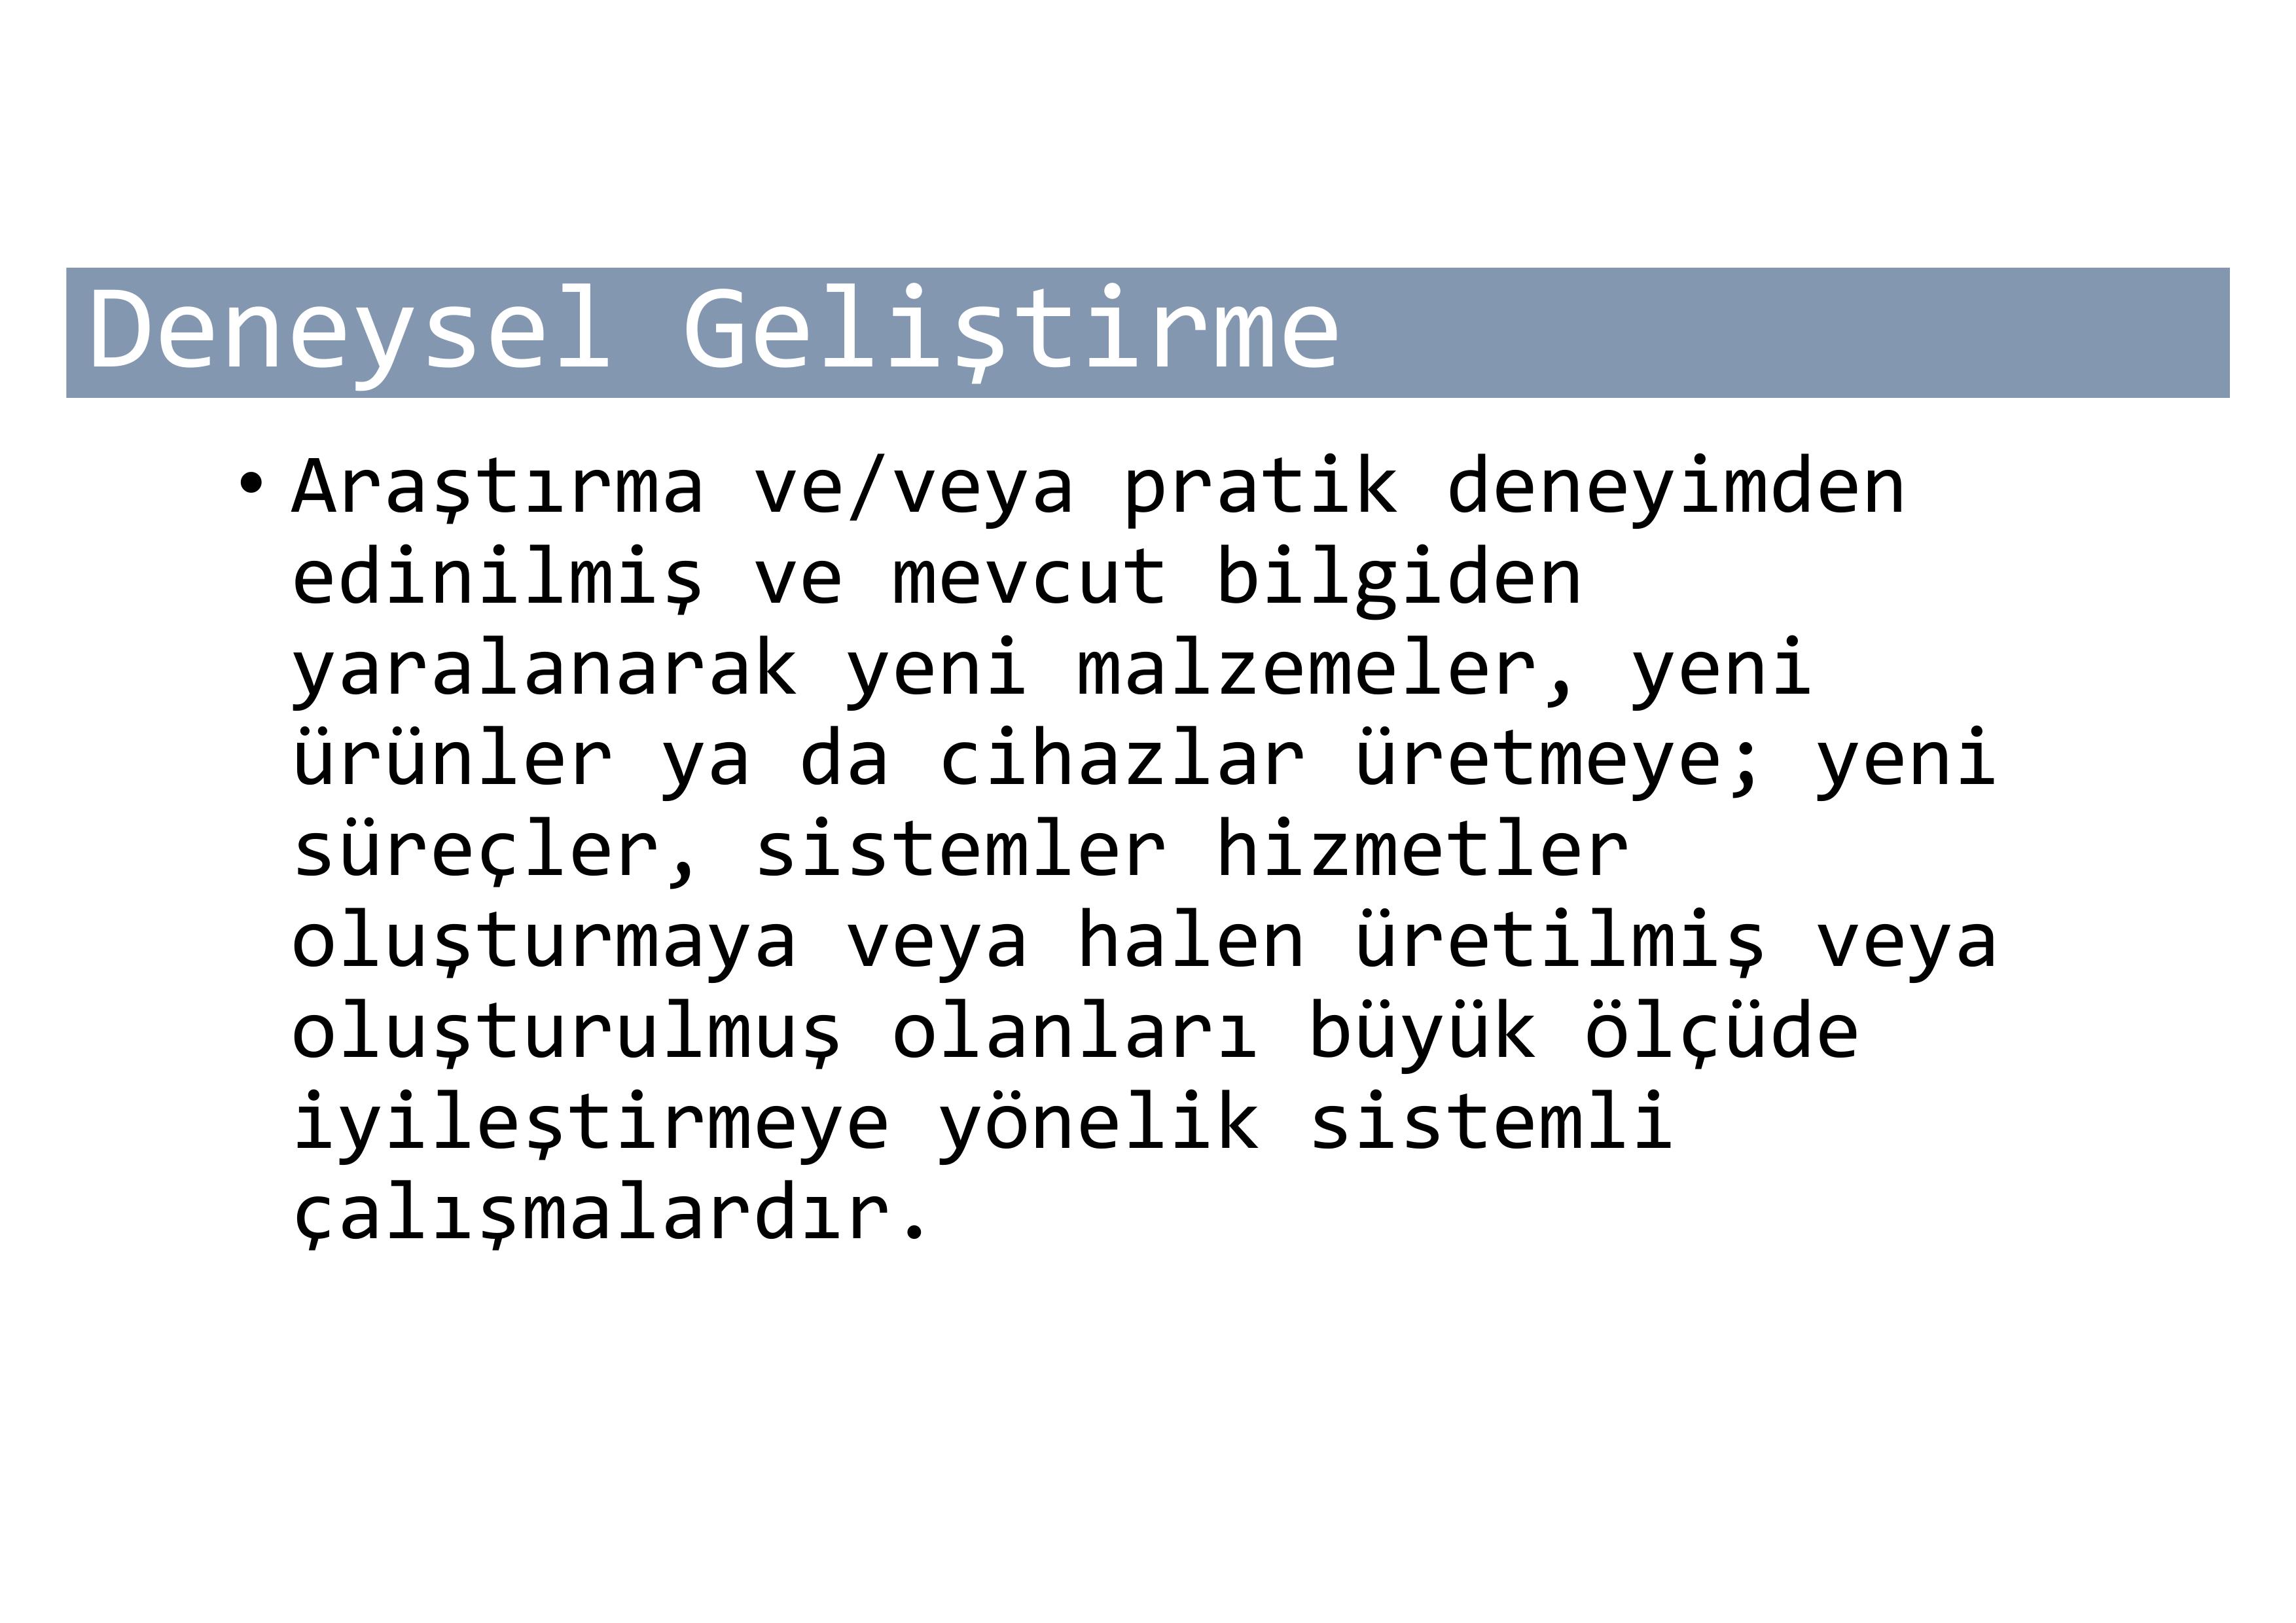 Deneysel Geliştirme
• Araştırma ve/veya pratik deneyimden
edinilmiş ve mevcut bilgiden
yaralanarak yeni malzemeler, yeni
ürünler ya da cihazlar üretmeye; yeni
süreçler, sistemler hizmetler
oluşturmaya veya halen üretilmiş veya
oluşturulmuş olanları büyük ölçüde
iyileştirmeye yönelik sistemli
çalışmalardır.